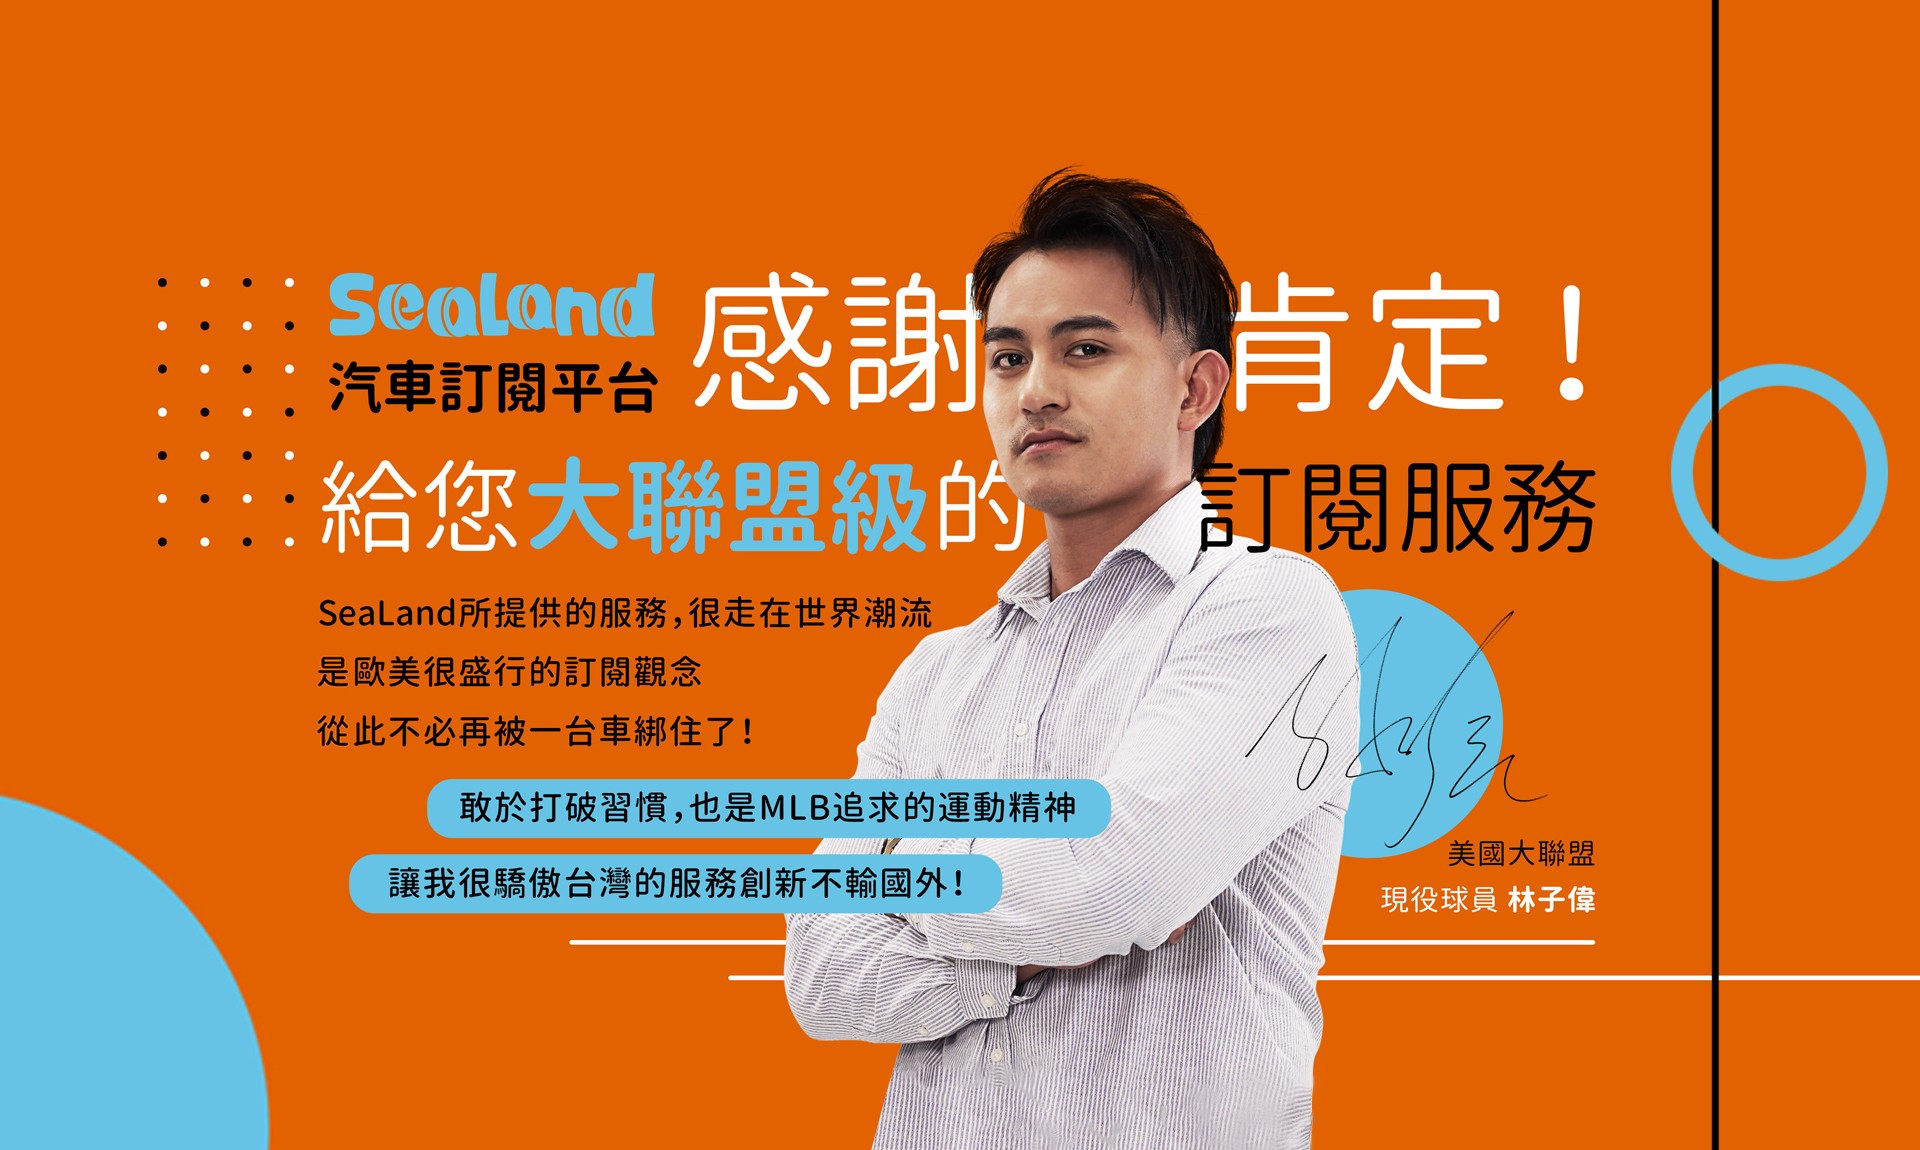 SeaLand
汽車訂閱平台
感謝 肯定！
給您大聯盟級的 訂閱服務
SeaLand所提供的服務，很走在世界潮流
是歐美很盛行的訂閱觀念
從此不必再被一台車綁住了！
敢於打破習慣，也是MLB追求的運動精神
讓我很驕傲台灣的服務創新不輸國外！
美國大聯盟
現役球員 林子偉